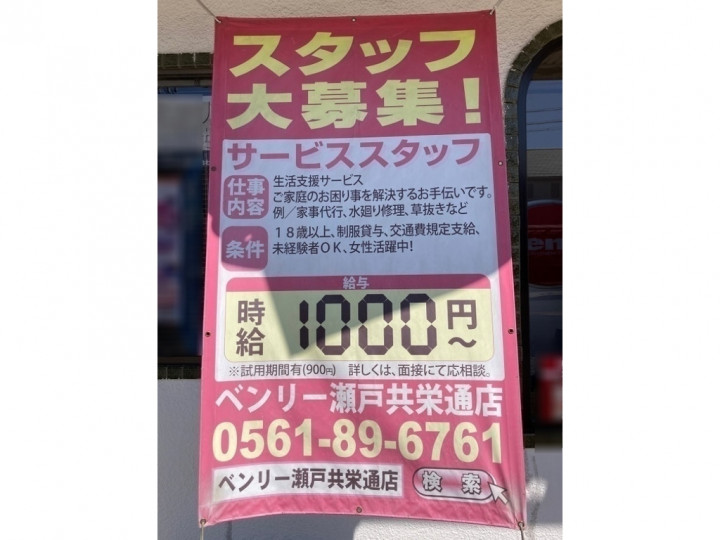 スタッフ
大募集!
サービススタッフ
仕事
内容
生活支援サービス
ご家庭のお困り事を解決するお手伝いです。
例／家事代行、水廻り修理、草抜きなど
条件
18歳以上、制服貸与、交通費規定支給、
未経験者OK、女性活躍中!
給与
時給 1000円～
※試用期間有(900円) 詳しくは、面接にて応相談。
ベンリー瀬戸共栄通店
0561-89-6761
ベンリー瀬戸共栄通店 検索